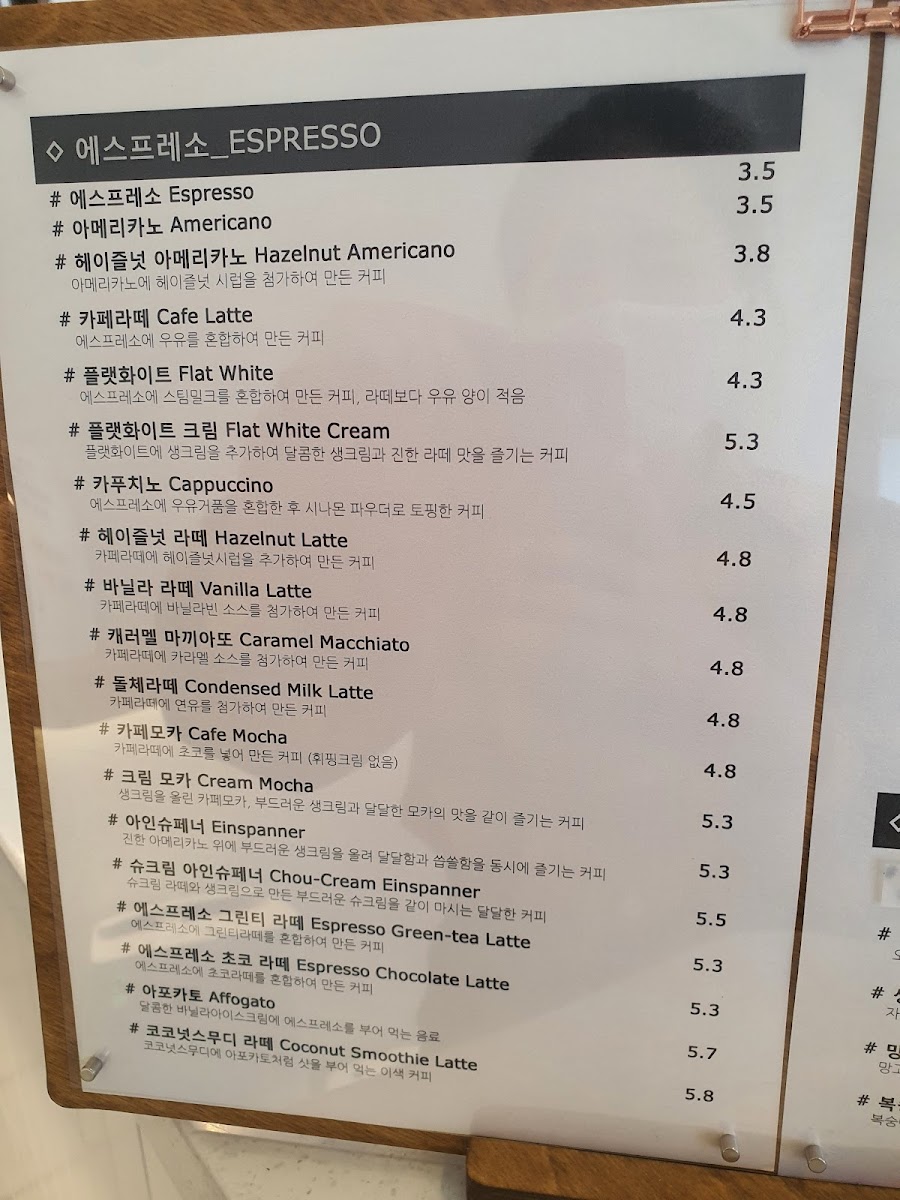 ◇ 에스프레소_ESPRESSO
# 에스프레소 Espresso 3.5
# 아메리카노 Americano 3.5
# 헤이즐넛 아메리카노 Hazelnut Americano 3.8
아메리카노에 헤이즐넛 시럽을 첨가하여 만든 커피
# 카페라떼 Cafe Latte 4.3
에스프레소에 우유를 혼합하여 만든 커피
# 플랫화이트 Flat White 4.3
에스프레소에 스팀밀크를 혼합하여 만든 커피, 라떼보다 우유 양이 적음
# 플랫화이트 크림 Flat White Cream 5.3
플랫화이트에 생크림을 추가하여 달콤한 생크림과 진한 라떼 맛을 즐기는 커피
# 카푸치노 Cappuccino 4.5
에스프레소에 우유거품을 혼합한 후 시나몬 파우더로 토핑한 커피
# 헤이즐넛 라떼 Hazelnut Latte 4.8
카페라떼에 헤이즐넛시럽을 추가하여 만든 커피
# 바닐라 라떼 Vanilla Latte 4.8
카페라떼에 바닐라빈 소스를 첨가하여 만든 커피
# 캐러멜 마끼아또 Caramel Macchiato 4.8
카페라떼에 카라멜 소스를 첨가하여 만든 커피
# 돌체라떼 Condensed Milk Latte 4.8
카페라떼에 연유를 첨가하여 만든 커피
# 카페모카 Cafe Mocha 4.8
카페라떼에 초코를 넣어 만든 커피 (휘핑크림 없음)
# 크림 모카 Cream Mocha 5.3
생크림을 올린 카페모카, 부드러운 생크림과 달달한 모카의 맛을 같이 즐기는 커피
# 아인슈페너 Einspanner 5.3
진한 아메리카노 위에 부드러운 생크림을 올려 달달함과 씁쓸함을 동시에 즐기는 커피
# 슈크림 아인슈페너 Chou-Cream Einspanner 5.5
슈크림 라떼와 생크림으로 만든 부드러운 슈크림을 같이 마시는 달달한 커피
# 에스프레소 그린티 라떼 Espresso Green-tea Latte 5.3
에스프레소에 그린티라떼를 혼합하여 만든 커피
# 에스프레소 초코 라떼 Espresso Chocolate Latte 5.3
에스프레소에 초코라떼를 혼합하여 만든 커피
# 아포카토 Affogato 5.7
달콤한 바닐라아이스크림에 에스프레소를 부어 먹는 음료
# 코코넛스무디 라떼 Coconut Smoothie Latte 5.8
코코넛스무디에 아포카토처럼 샷을 부어 먹는 이색 커피
◇
#
#
자
# 망
망고
# 복
복숭